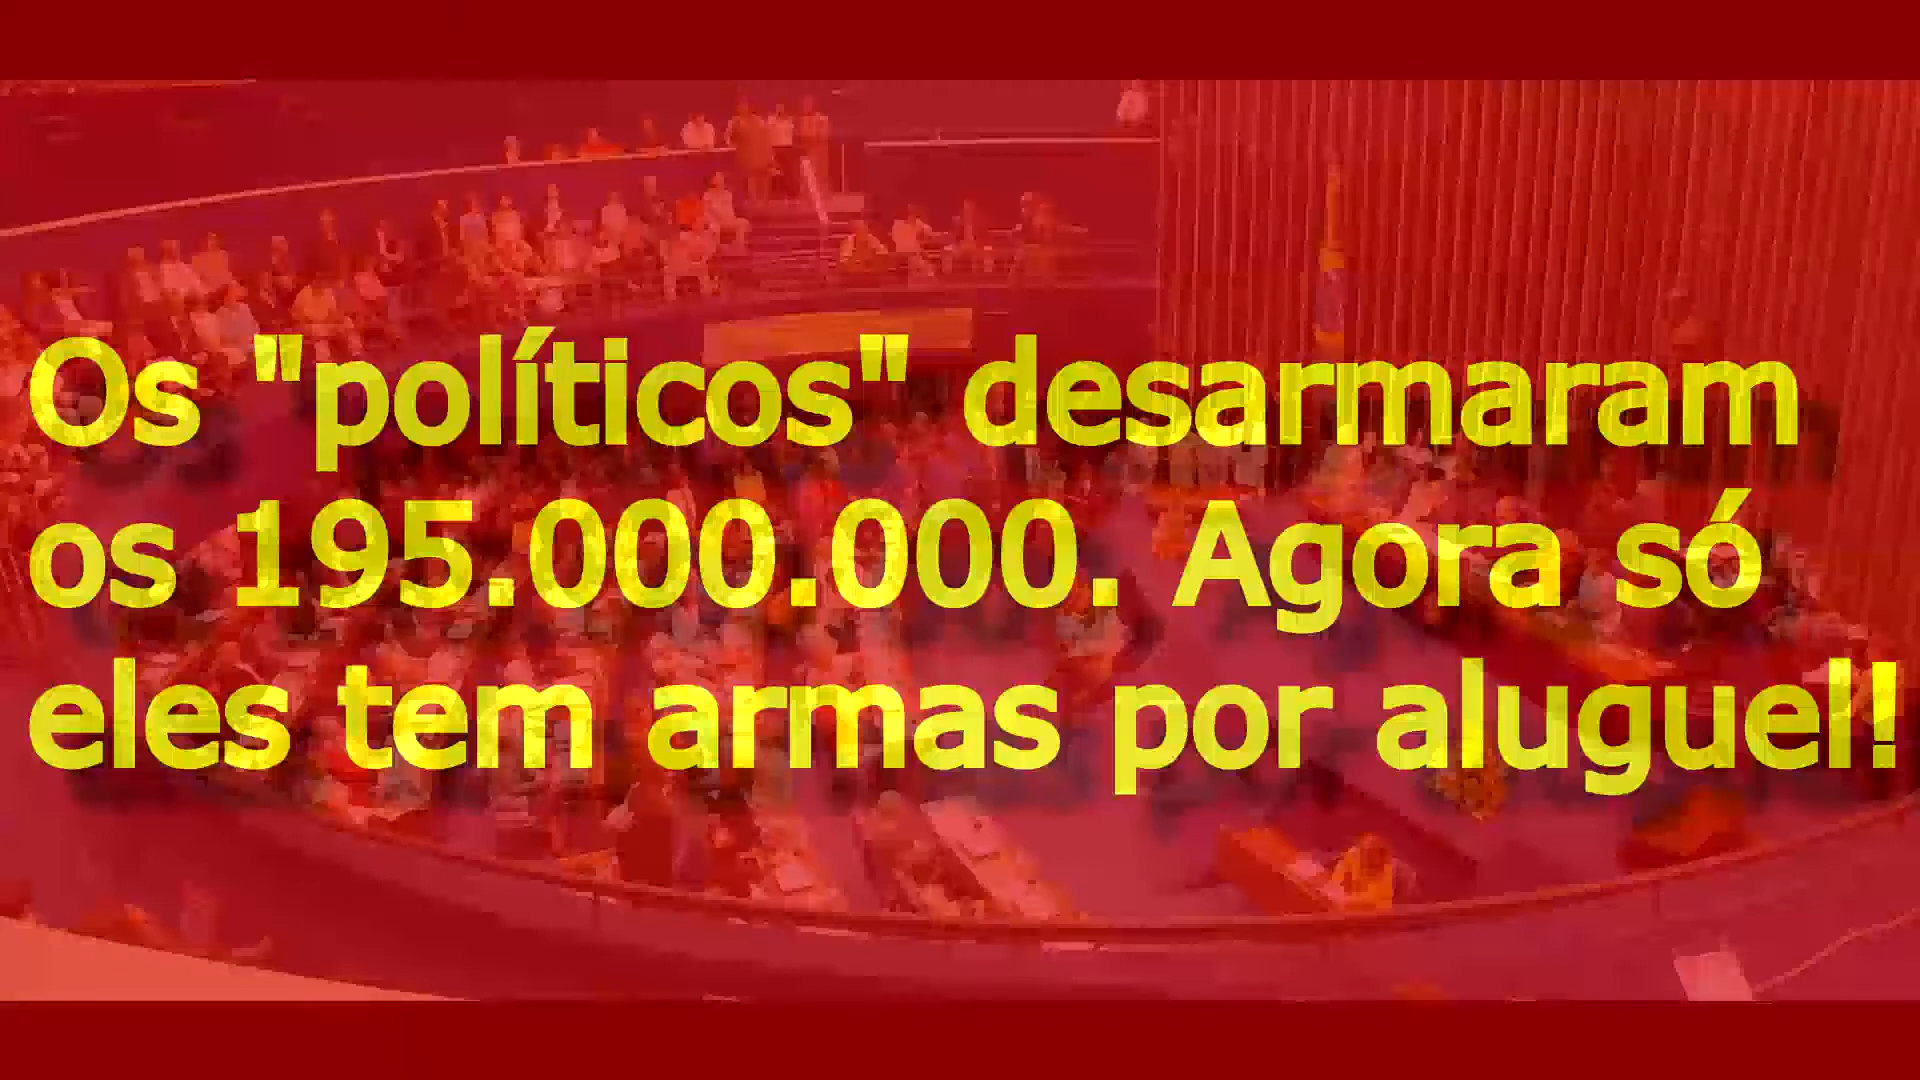 Os "políticos" desarmaram
os 195.000.000. Agora só
eles tem armas por aluguel!